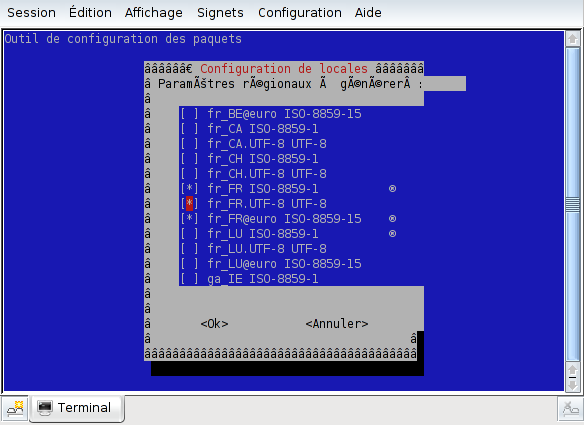 Session Édition Affichage Signets Configuration Aide
Outil de configuration des paquets
ââââââ€ Configuration de locales âââââââ
â ParamÃštres rÃ©gionaux Ã  gÃ©nÃ©rerÂ :
â
â [ ] fr_BE@euro ISO-8859-15
â [ ] fr_CA ISO-8859-1
â [ ] fr_CA.UTF-8 UTF-8
â [ ] fr_CH ISO-8859-1
â [ ] fr_CH.UTF-8 UTF-8
â [*] fr_FR ISO-8859-1 ®
â [*] fr_FR.UTF-8 UTF-8
â [*] fr_FR@euro ISO-8859-15 ®
â [ ] fr_LU ISO-8859-1 ®
â [ ] fr_LU.UTF-8 UTF-8
â [ ] fr_LU@euro ISO-8859-15
â [ ] ga_IE ISO-8859-1
â
â
â <Ok> <Annuler>
â â
âââââââââââââââââââââââââââââââââââââââ
Terminal